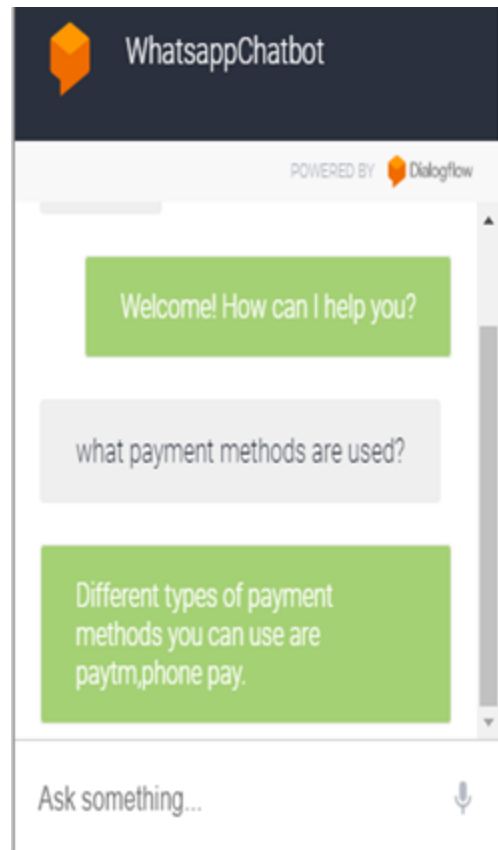 WhatsappChatbot
POWERED BY Dialogflow
Welcome! How can I help you?
what payment methods are used?
Different types of payment
methods you can use are
paytm,phone pay.
Ask something...